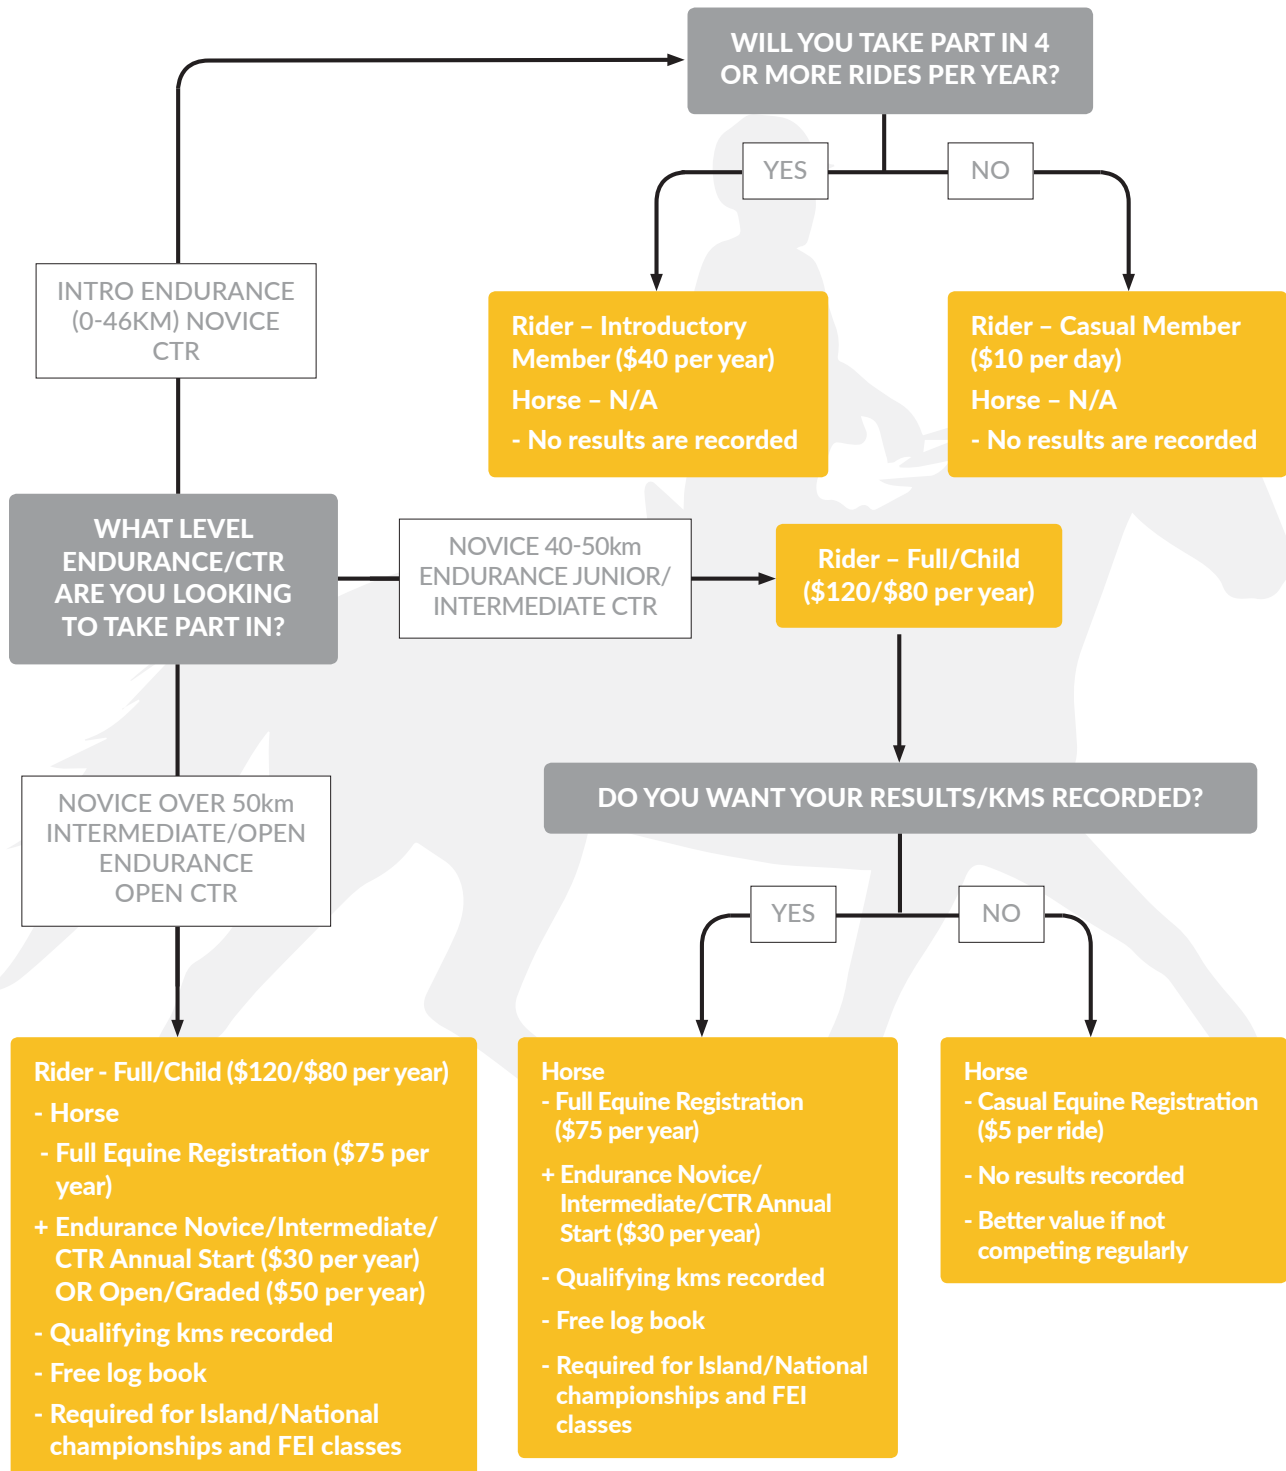 WILL YOU TAKE PART IN 4
OR MORE RIDES PER YEAR?
YES
NO
INTRO ENDURANCE
(0-46KM) NOVICE
CTR
Rider – Introductory
Member ($40 per year)
Horse – N/A
- No results are recorded
Rider – Casual Member
($10 per day)
Horse – N/A
- No results are recorded
WHAT LEVEL
ENDURANCE/CTR
ARE YOU LOOKING
TO TAKE PART IN?
NOVICE 40-50km
ENDURANCE JUNIOR/
INTERMEDIATE CTR
Rider – Full/Child
($120/$80 per year)
NOVICE OVER 50km
INTERMEDIATE/OPEN
ENDURANCE
OPEN CTR
DO YOU WANT YOUR RESULTS/KMS RECORDED?
YES
NO
Rider - Full/Child ($120/$80 per year)
- Horse
- Full Equine Registration ($75 per
year)
+ Endurance Novice/Intermediate/
CTR Annual Start ($30 per year)
OR Open/Graded ($50 per year)
- Qualifying kms recorded
- Free log book
- Required for Island/National
championships and FEI classes
Horse
- Full Equine Registration
($75 per year)
+ Endurance Novice/
Intermediate/CTR Annual
Start ($30 per year)
- Qualifying kms recorded
- Free log book
- Required for Island/National
championships and FEI
classes
Horse
- Casual Equine Registration
($5 per ride)
- No results recorded
- Better value if not
competing regularly